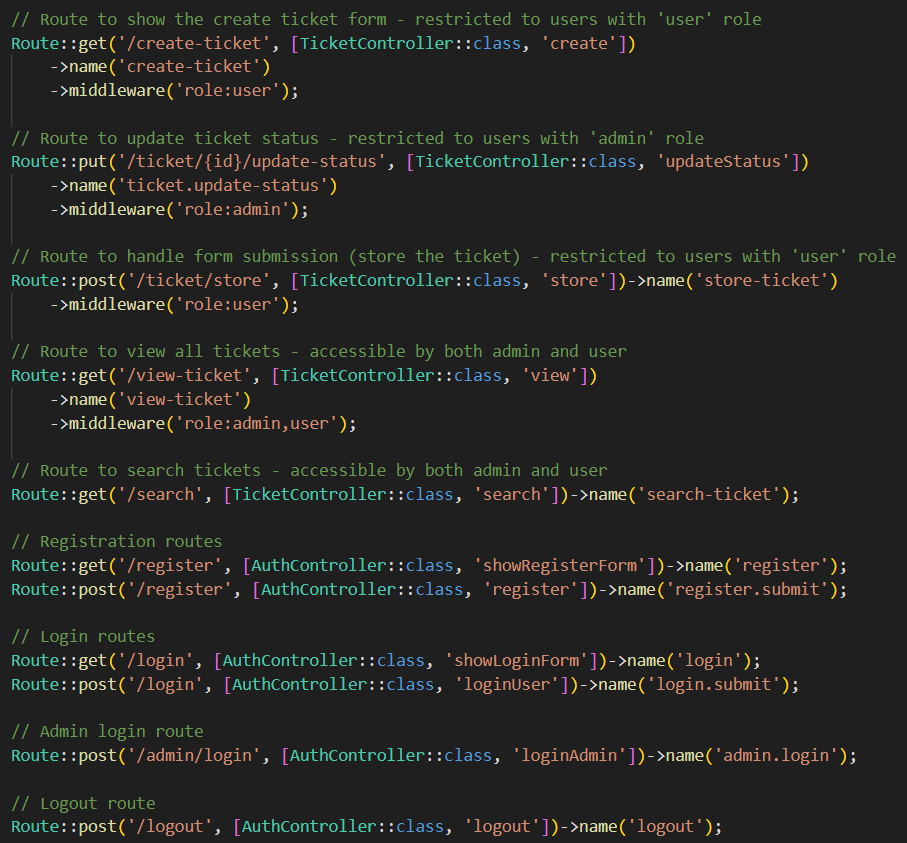 // Route to show the create ticket form - restricted to users with 'user' role
Route::get('/create-ticket', [TicketController::class, 'create'])
    ->name('create-ticket')
    ->middleware('role:user');

// Route to update ticket status - restricted to users with 'admin' role
Route::put('/ticket/{id}/update-status', [TicketController::class, 'updateStatus'])
    ->name('ticket.update-status')
    ->middleware('role:admin');

// Route to handle form submission (store the ticket) - restricted to users with 'user' role
Route::post('/ticket/store', [TicketController::class, 'store'])->name('store-ticket')
    ->middleware('role:user');

// Route to view all tickets - accessible by both admin and user
Route::get('/view-ticket', [TicketController::class, 'view'])
    ->name('view-ticket')
    ->middleware('role:admin,user');

// Route to search tickets - accessible by both admin and user
Route::get('/search', [TicketController::class, 'search'])->name('search-ticket');

// Registration routes
Route::get('/register', [AuthController::class, 'showRegisterForm'])->name('register');
Route::post('/register', [AuthController::class, 'register'])->name('register.submit');

// Login routes
Route::get('/login', [AuthController::class, 'showLoginForm'])->name('login');
Route::post('/login', [AuthController::class, 'loginUser'])->name('login.submit');

// Admin login route
Route::post('/admin/login', [AuthController::class, 'loginAdmin'])->name('admin.login');

// Logout route
Route::post('/logout', [AuthController::class, 'logout'])->name('logout');